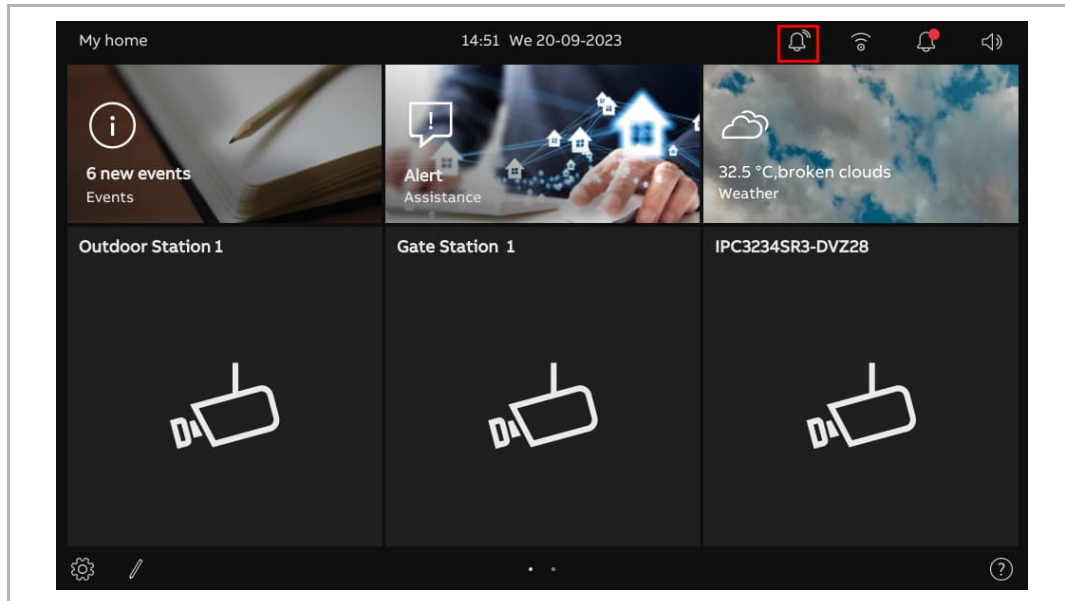 My home
14:51 We 20-09-2023
6 new events
Events
Alert
Assistance
32.5 °C,broken clouds
Weather
Outdoor Station 1
Gate Station 1
IPC3234SR3-DVZ28